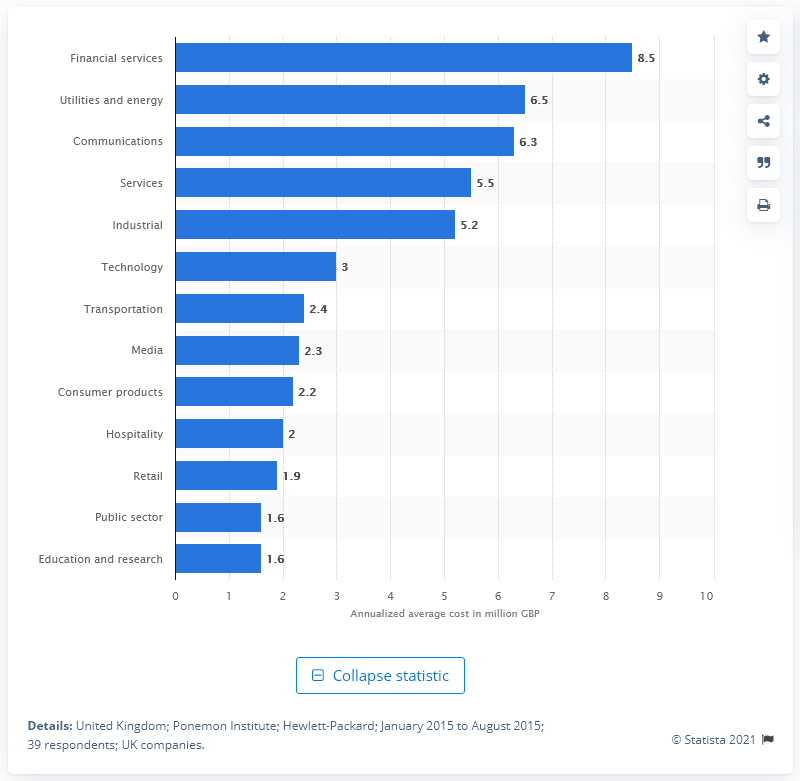 Financial services 8.5
Utilities and energy 6.5
Communications 6.3
Services 5.5
Industrial 5.2
Technology 3
Transportation 2.4
Media 2.3
Consumer products 2.2
Hospitality 2
Retail 1.9
Public sector 1.6
Education and research 1.6
0 1 2 3 4 5 6 7 8 9 10
Annualized average cost in million GBP
Collapse statistic
Details: United Kingdom; Ponemon Institute; Hewlett-Packard; January 2015 to August 2015;
39 respondents; UK companies.
© Statista 2021